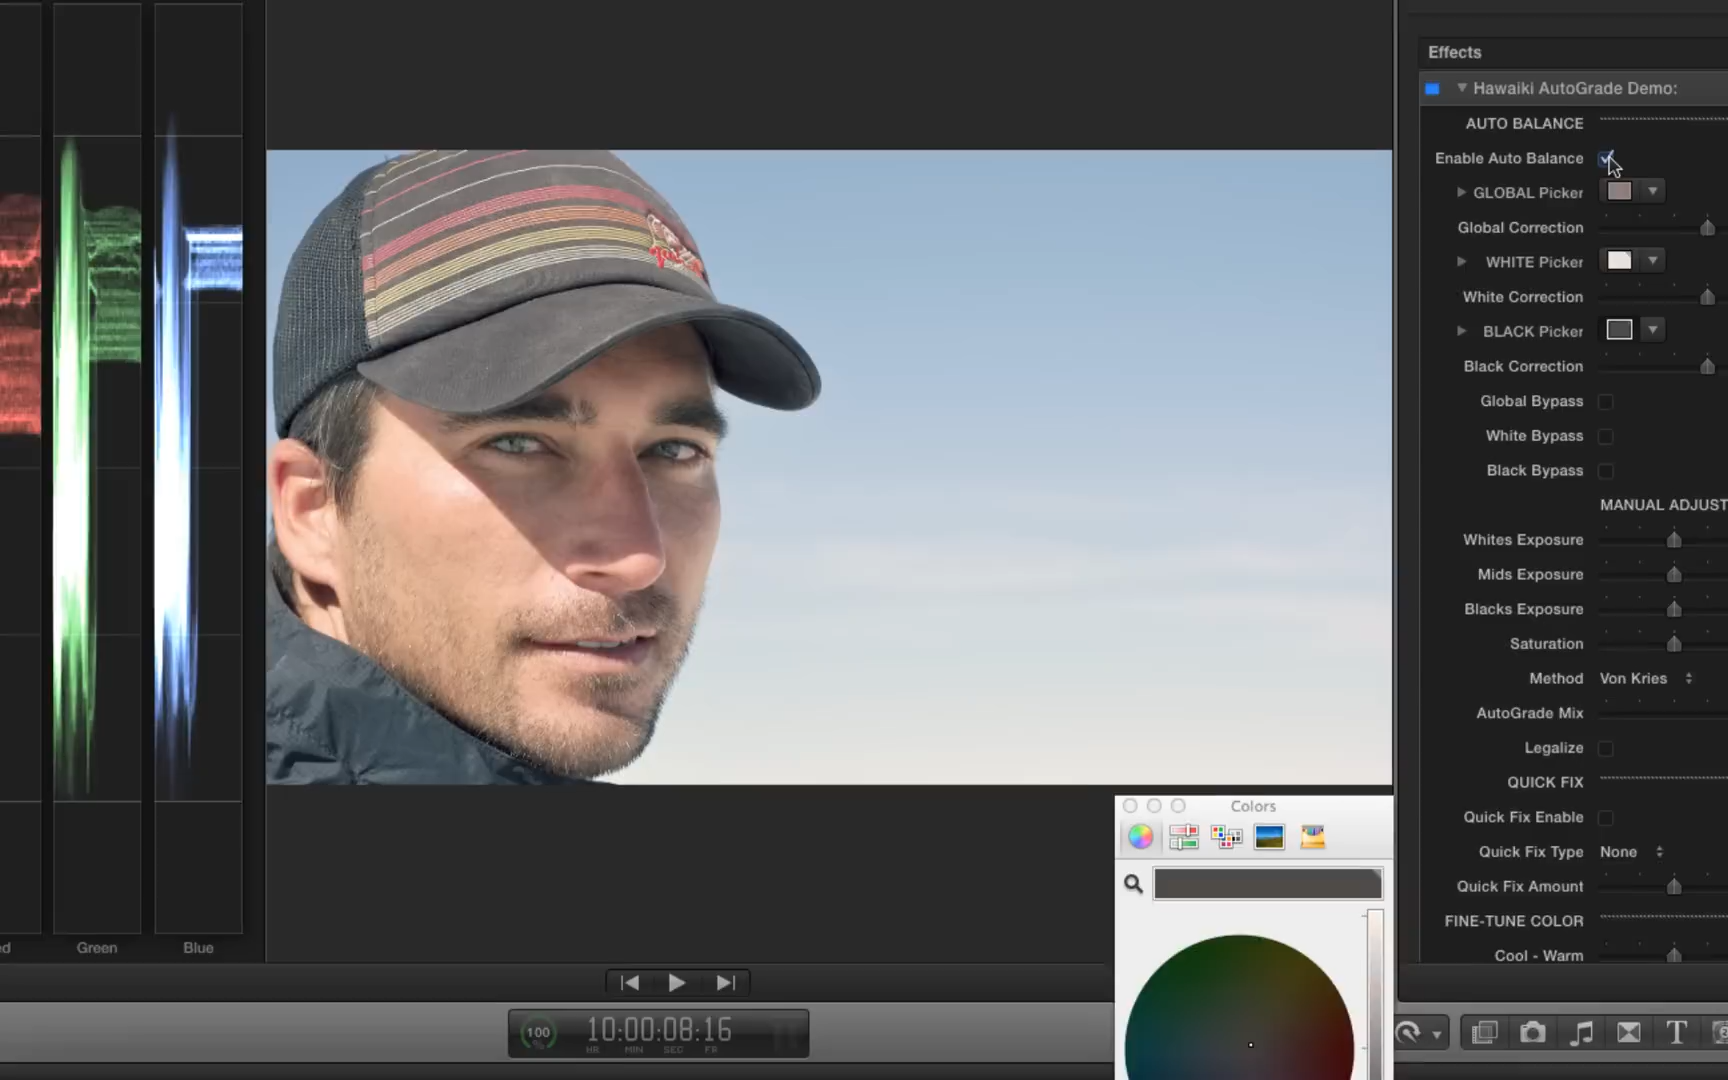 Effects
Hawaiki AutoGrade Demo:
AUTO BALANCE
Enable Auto Balance
GLOBAL Picker
Global Correction
WHITE Picker
White Correction
BLACK Picker
Black Correction
Global Bypass
White Bypass
Black Bypass
MANUAL ADJUST
Whites Exposure
Mids Exposure
Blacks Exposure
Saturation
Method Von Kries
AutoGrade Mix
Legalize
QUICK FIX
Quick Fix Enable
Quick Fix Type None
Quick Fix Amount
FINE-TUNE COLOR
Cool - Warm
Colors
ed Green Blue
100 % 10:00:08:16
HR MIN SEC FR